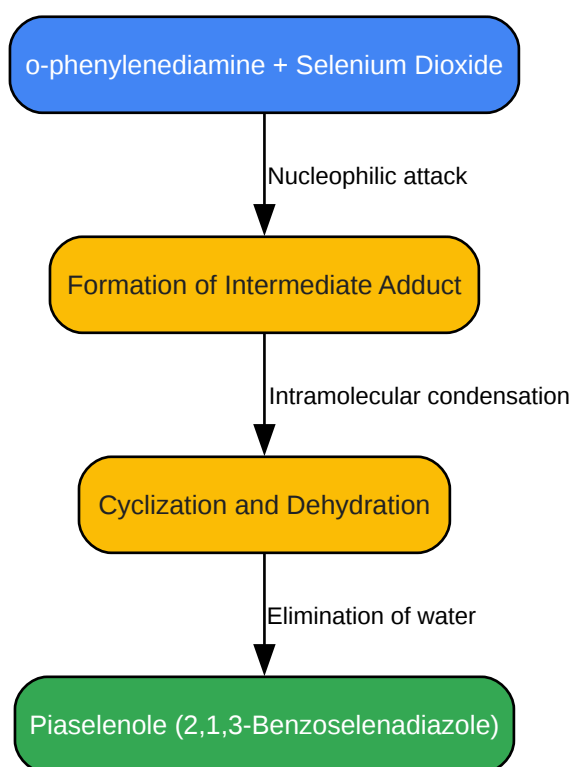 o-phenylenediamine + Selenium Dioxide
Nucleophilic attack
Formation of Intermediate Adduct
Intramolecular condensation
Cyclization and Dehydration
Elimination of water
Piaselenole (2,1,3-Benzoselenadiazole)